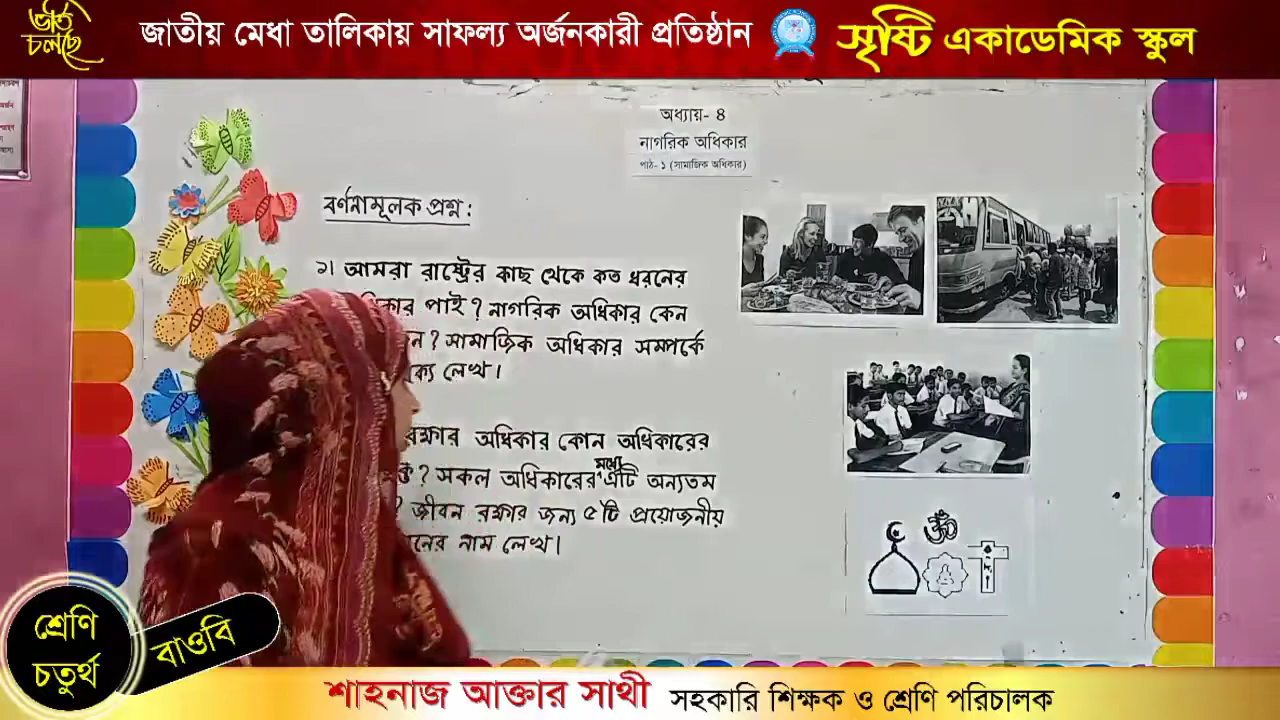 ভর্তি চলছে
জাতীয় মেধা তালিকায় সাফল্য অর্জনকারী প্রতিষ্ঠান সৃষ্টি একাডেমিক স্কুল
অধ্যায়- ৪
নাগরিক অধিকার
পাঠ- ১ (সামাজিক অধিকার)
বর্ণনামূলক প্রশ্ন:
১। আমরা রাষ্ট্রের কাছ থেকে কত ধরনের
পাই? নাগরিক অধিকার কেন
? সামাজিক অধিকার সম্পর্কে
লেখ।
অধিকার কোন অধিকারের
? সকল অধিকারের মধ্যে এটি অন্যতম
? জীবন রক্ষার জন্য ৫টি প্রয়োজনীয়
নাম লেখ।
শ্রেণি
চতুর্থ
বাওবি
শাহনাজ আক্তার সাথী সহকারি শিক্ষক ও শ্রেণি পরিচালক